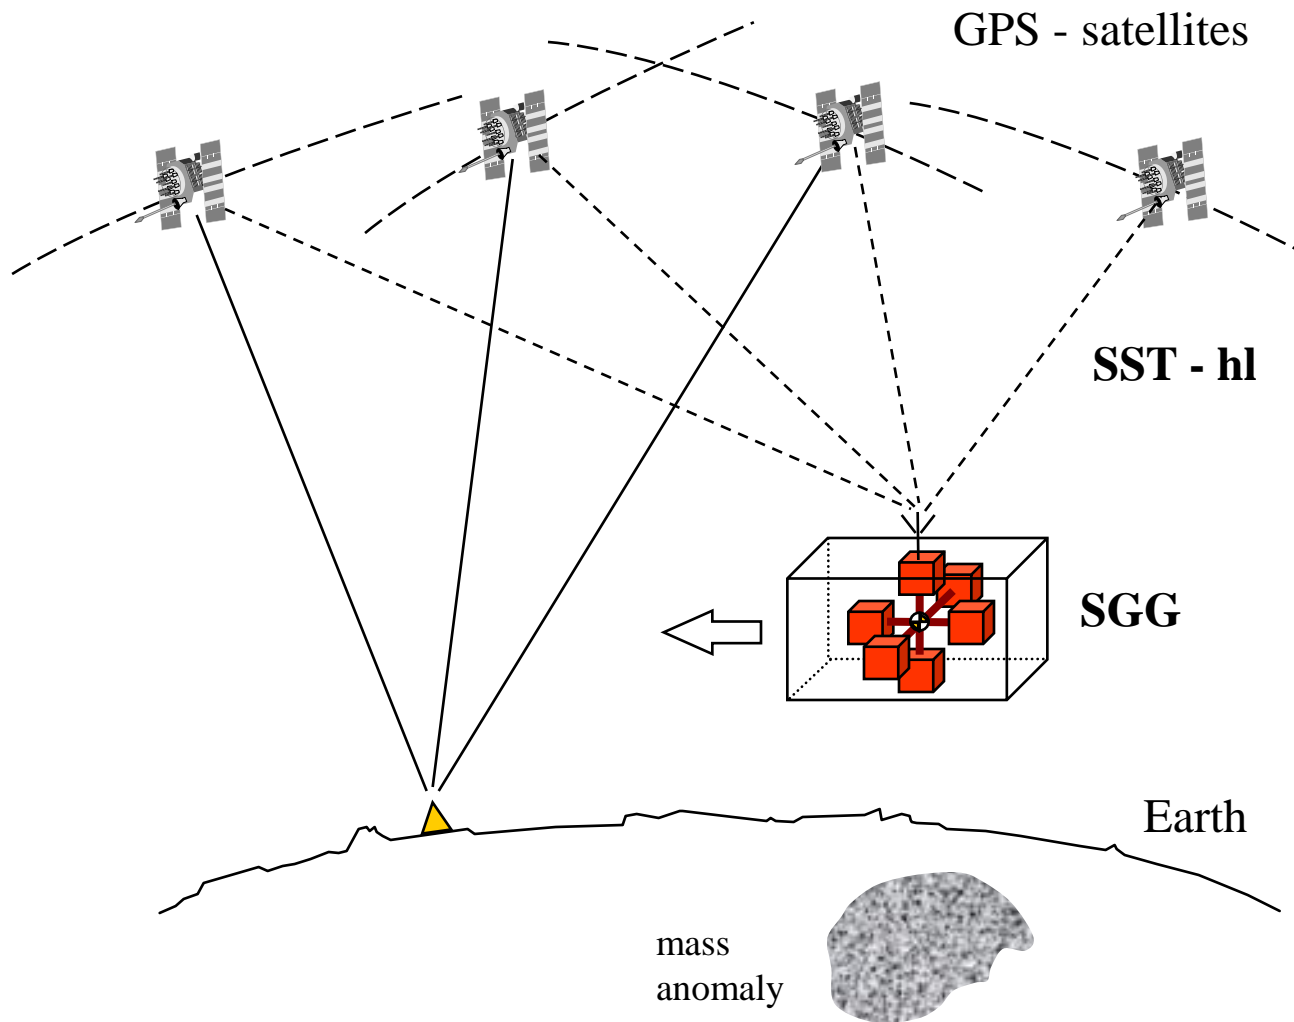 GPS - satellites
SST - hl
SGG
Earth
mass
anomaly